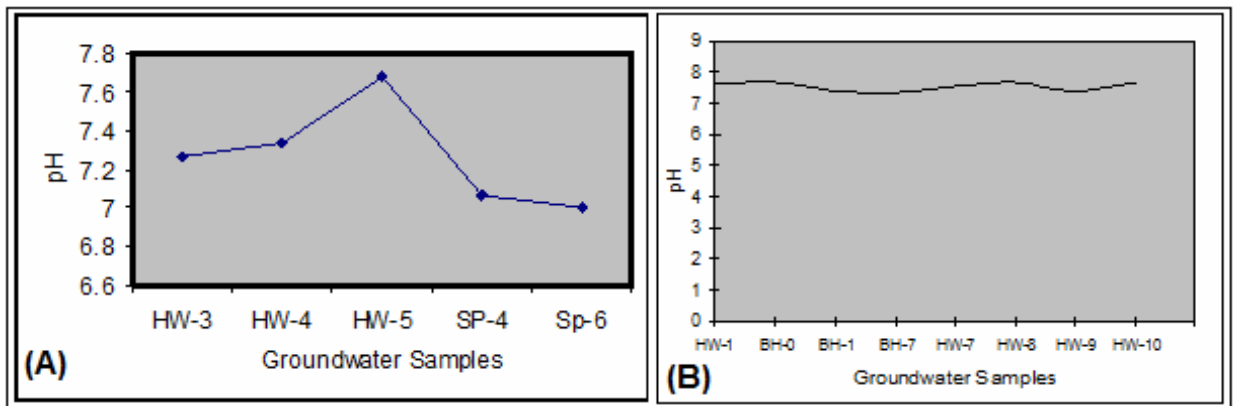 7.8
7.6
7.4
7.2
7
6.8
6.6
pH
HW-3 HW-4 HW-5 SP-4 Sp-6
Groundwater Samples
(A)
9
8
7
6
5
4
3
2
1
0
pH
HW-1 BH-0 BH-1 BH-7 HW-7 HW-8 HW-9 HW-10
Groundwater Samples
(B)